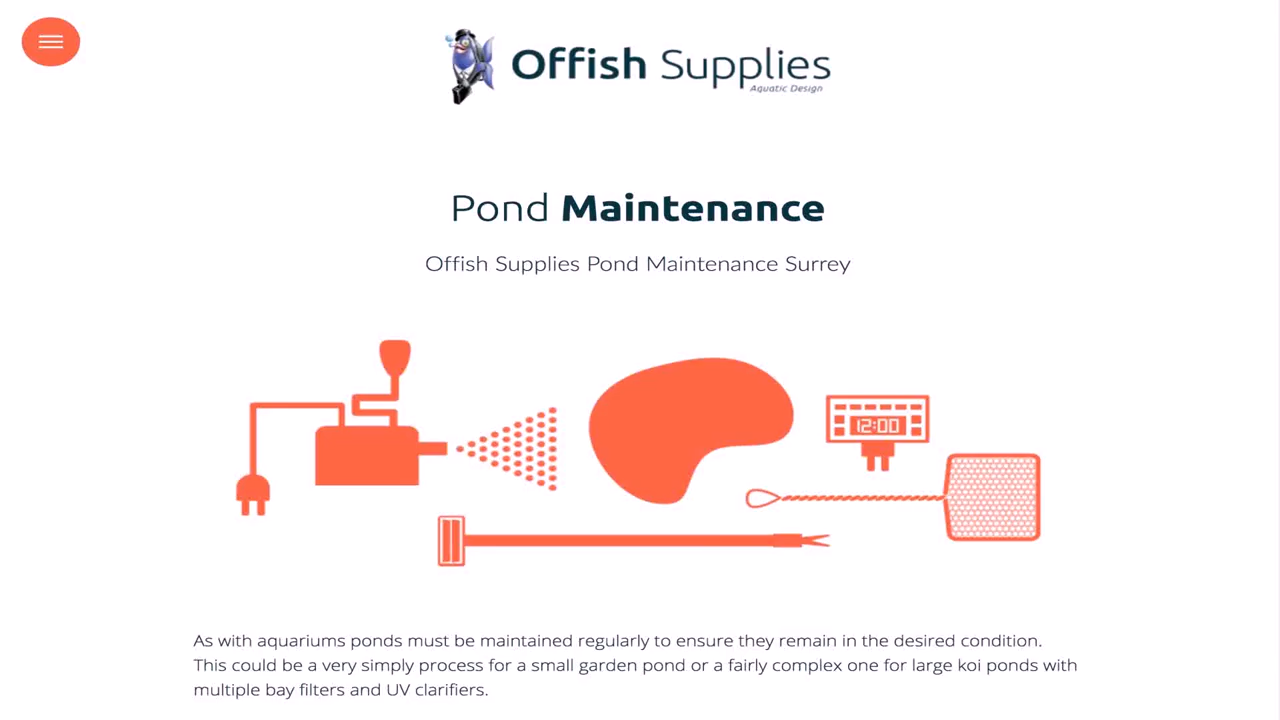 Offish Supplies
Aquatic Design
Pond Maintenance
Offish Supplies Pond Maintenance Surrey
12:00
As with aquariums ponds must be maintained regularly to ensure they remain in the desired condition.
This could be a very simply process for a small garden pond or a fairly complex one for large koi ponds with
multiple bay filters and UV clarifiers.